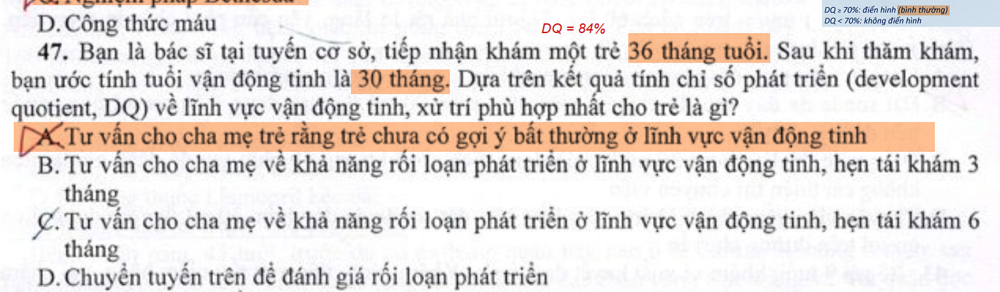 C. Nghiệm pháp Bethesda
DQ ≥ 70%: điển hình (bình thường)
DQ < 70%: không điển hình
D. Công thức máu
DQ = 84%
47. Bạn là bác sĩ tại tuyến cơ sở, tiếp nhận khám một trẻ 36 tháng tuổi. Sau khi thăm khám,
bạn ước tính tuổi vận động tinh là 30 tháng. Dựa trên kết quả tính chỉ số phát triển (development
quotient, DQ) về lĩnh vực vận động tinh, xử trí phù hợp nhất cho trẻ là gì?
A. Tư vấn cho cha mẹ trẻ rằng trẻ chưa có gợi ý bất thường ở lĩnh vực vận động tinh
B. Tư vấn cho cha mẹ về khả năng rối loạn phát triển ở lĩnh vực vận động tinh, hẹn tái khám 3
tháng
C. Tư vấn cho cha mẹ về khả năng rối loạn phát triển ở lĩnh vực vận động tinh, hẹn tái khám 6
tháng
D. Chuyển tuyến trên để đánh giá rối loạn phát triển